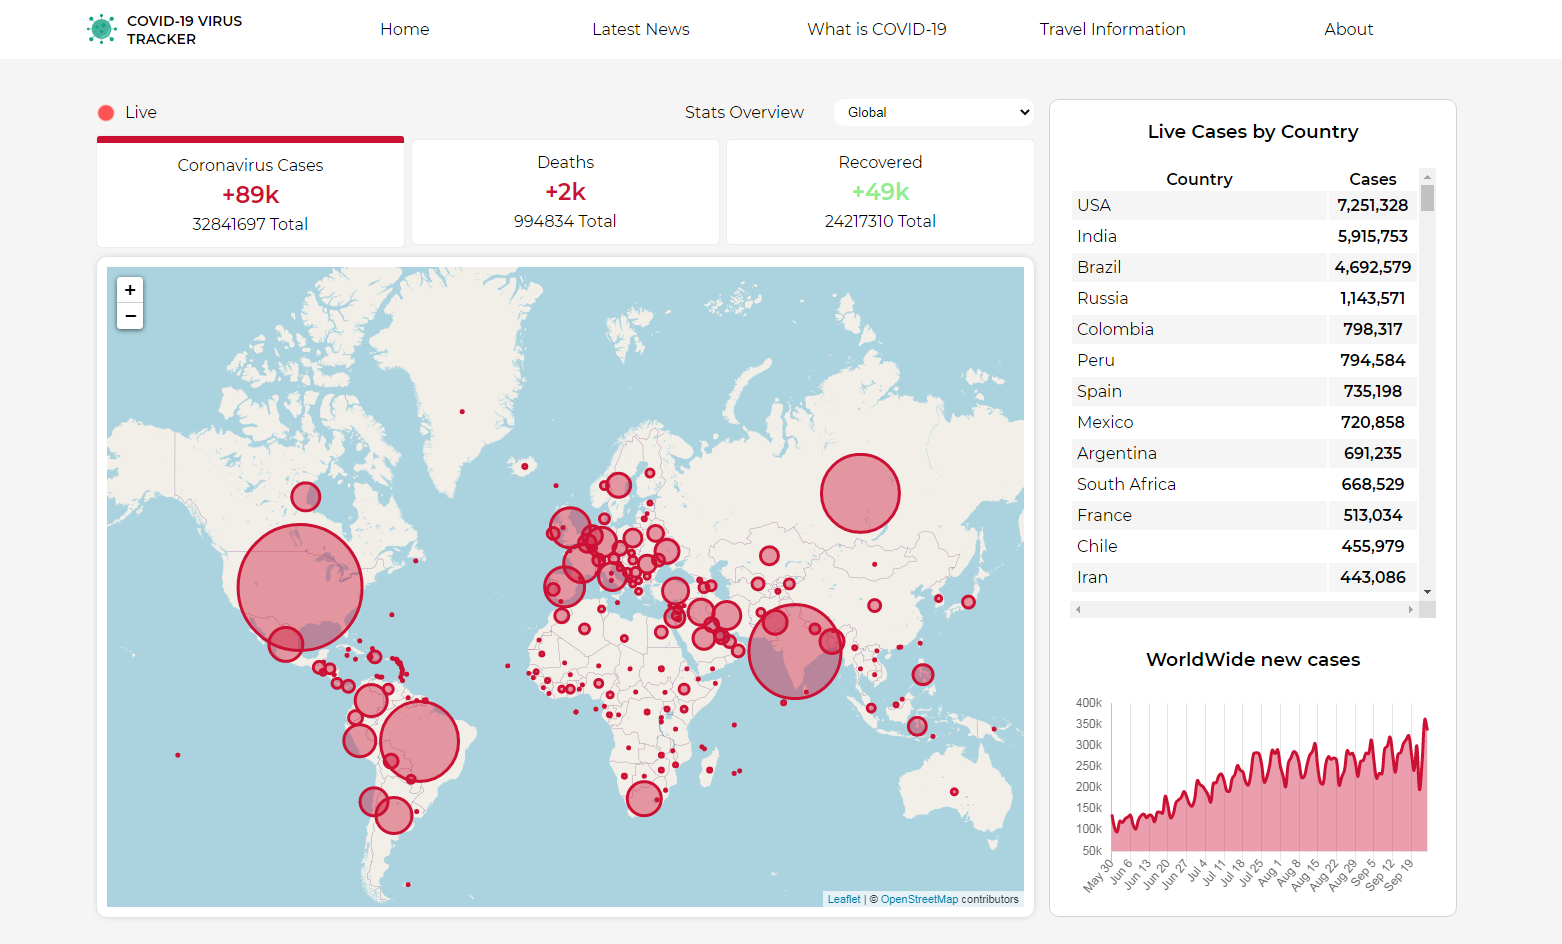 COVID-19 VIRUS
TRACKER
Home
Latest News
What is COVID-19
Travel Information
About
Live
Stats Overview
Global
Coronavirus Cases
+89k
32841697 Total
Deaths
+2k
994834 Total
Recovered
+49k
24217310 Total
+
−
Leaflet | © OpenStreetMap contributors
Live Cases by Country
Country Cases
USA 7,251,328
India 5,915,753
Brazil 4,692,579
Russia 1,143,571
Colombia 798,317
Peru 794,584
Spain 735,198
Mexico 720,858
Argentina 691,235
South Africa 668,529
France 513,034
Chile 455,979
Iran 443,086
WorldWide new cases
400k
350k
300k
250k
200k
150k
100k
50k
May 30
Jun 6
Jun 13
Jun 20
Jun 27
Jul 4
Jul 11
Jul 18
Jul 25
Aug 1
Aug 8
Aug 15
Aug 22
Aug 29
Sep 5
Sep 12
Sep 19